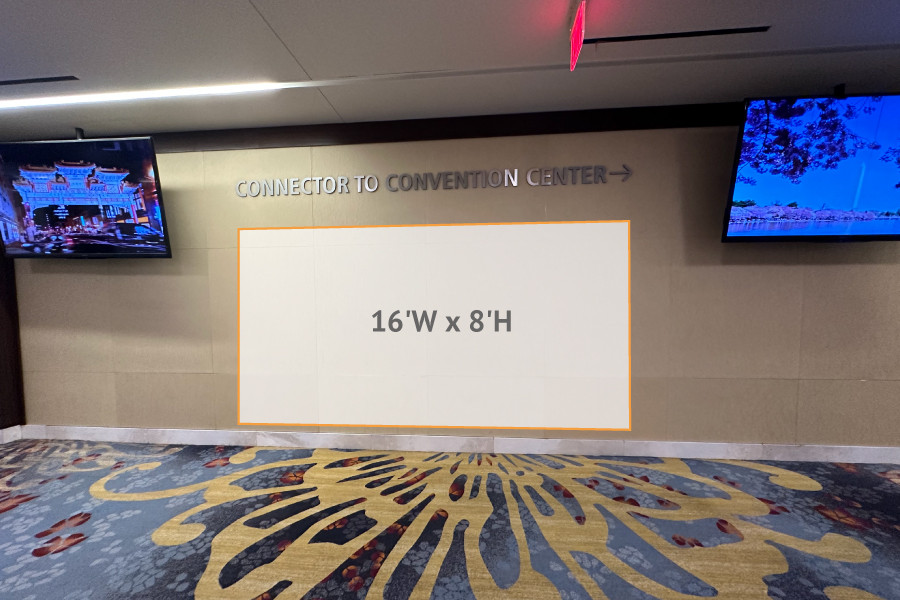 CONNECTOR TO CONVENTION CENTER→
16'W x 8'H